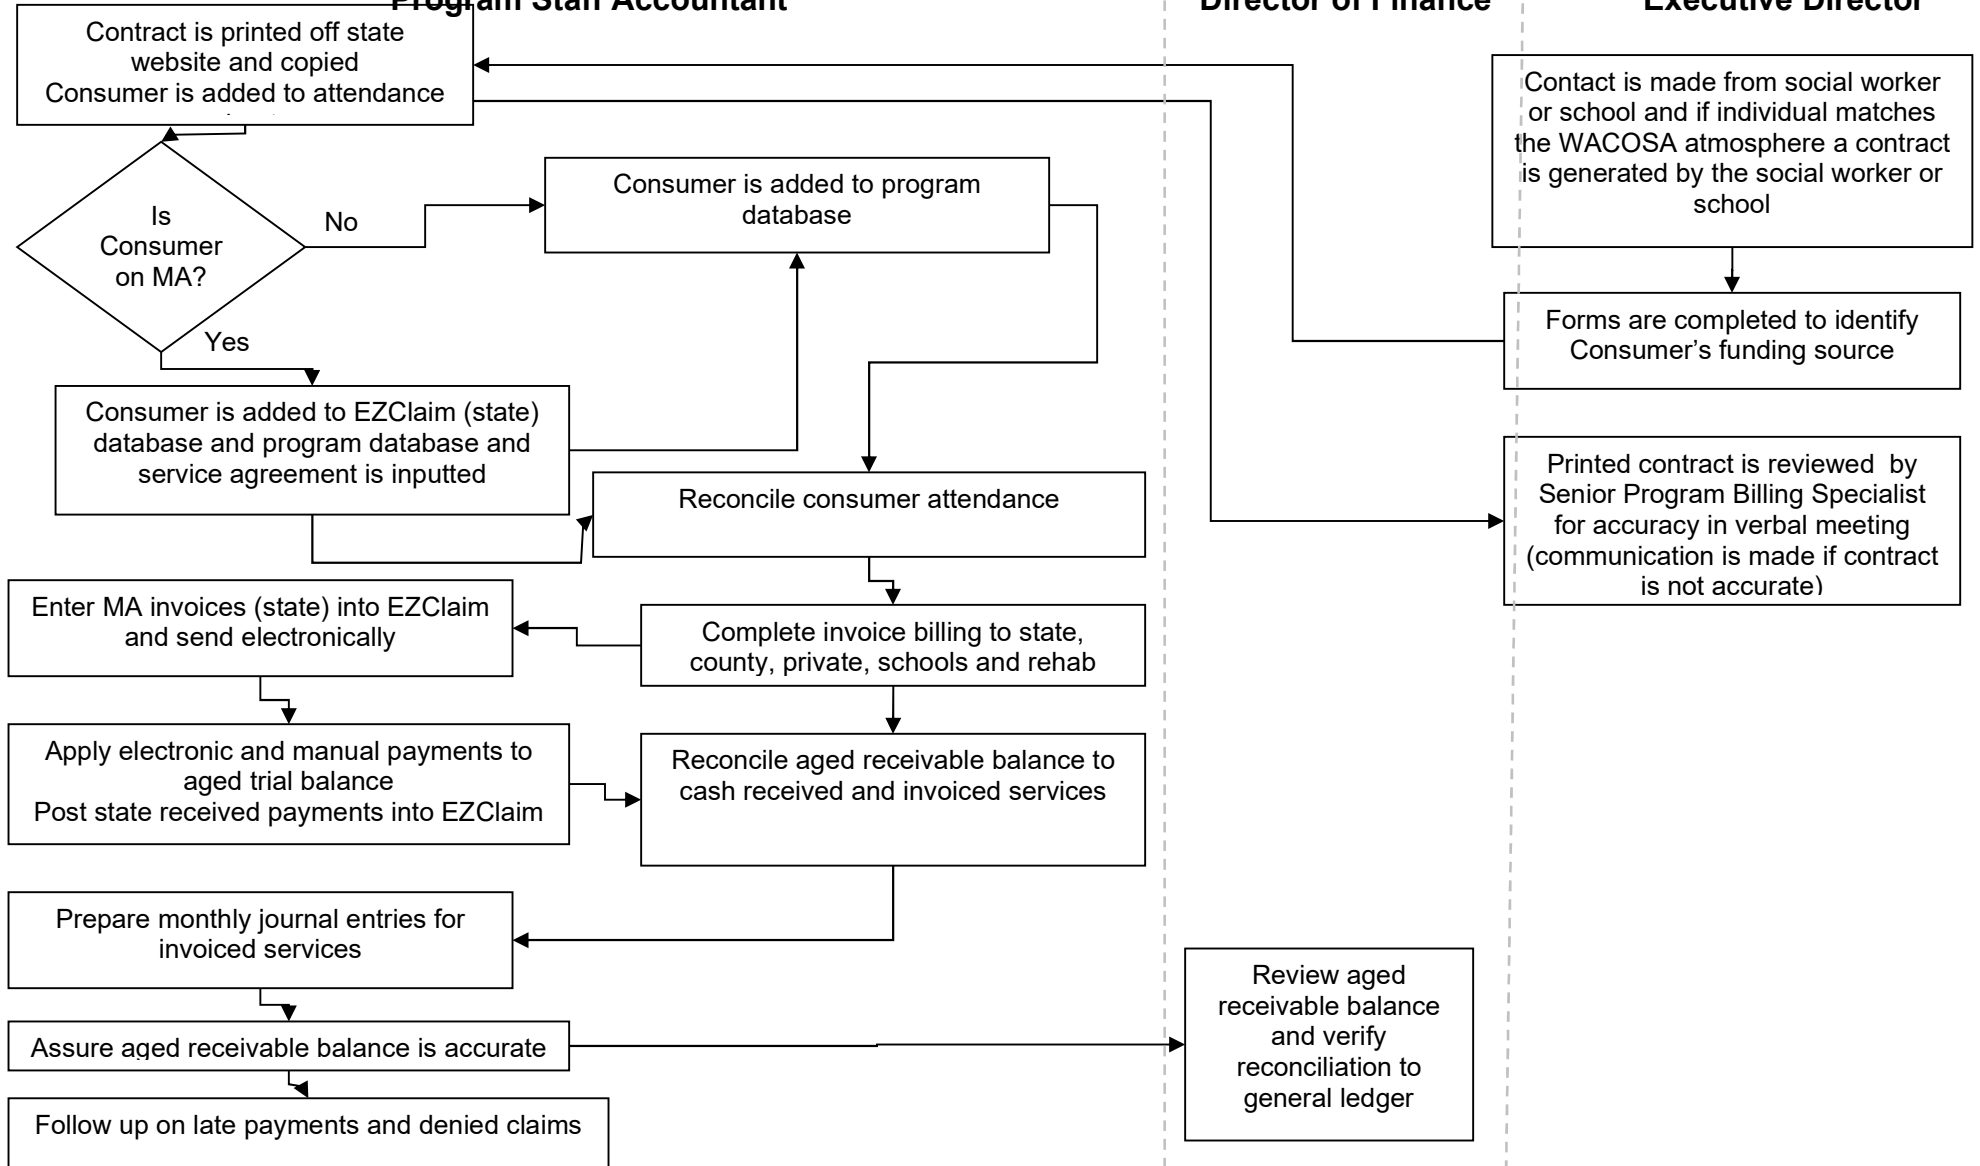 Program Staff Accountant
Director of Finance
Executive Director
Contract is printed off state
website and copied
Consumer is added to attendance
Contact is made from social worker
or school and if individual matches
the WACOSA atmosphere a contract
is generated by the social worker or
school
Is
Consumer
on MA?
No
Yes
Consumer is added to program
database
Forms are completed to identify
Consumer’s funding source
Consumer is added to EZClaim (state)
database and program database and
service agreement is inputted
Reconcile consumer attendance
Printed contract is reviewed  by
Senior Program Billing Specialist
for accuracy in verbal meeting
(communication is made if contract
is not accurate)
Enter MA invoices (state) into EZClaim
and send electronically
Complete invoice billing to state,
county, private, schools and rehab
Apply electronic and manual payments to
aged trial balance
Post state received payments into EZClaim
Reconcile aged receivable balance to
cash received and invoiced services
Prepare monthly journal entries for
invoiced services
Review aged
receivable balance
and verify
reconciliation to
general ledger
Assure aged receivable balance is accurate
Follow up on late payments and denied claims